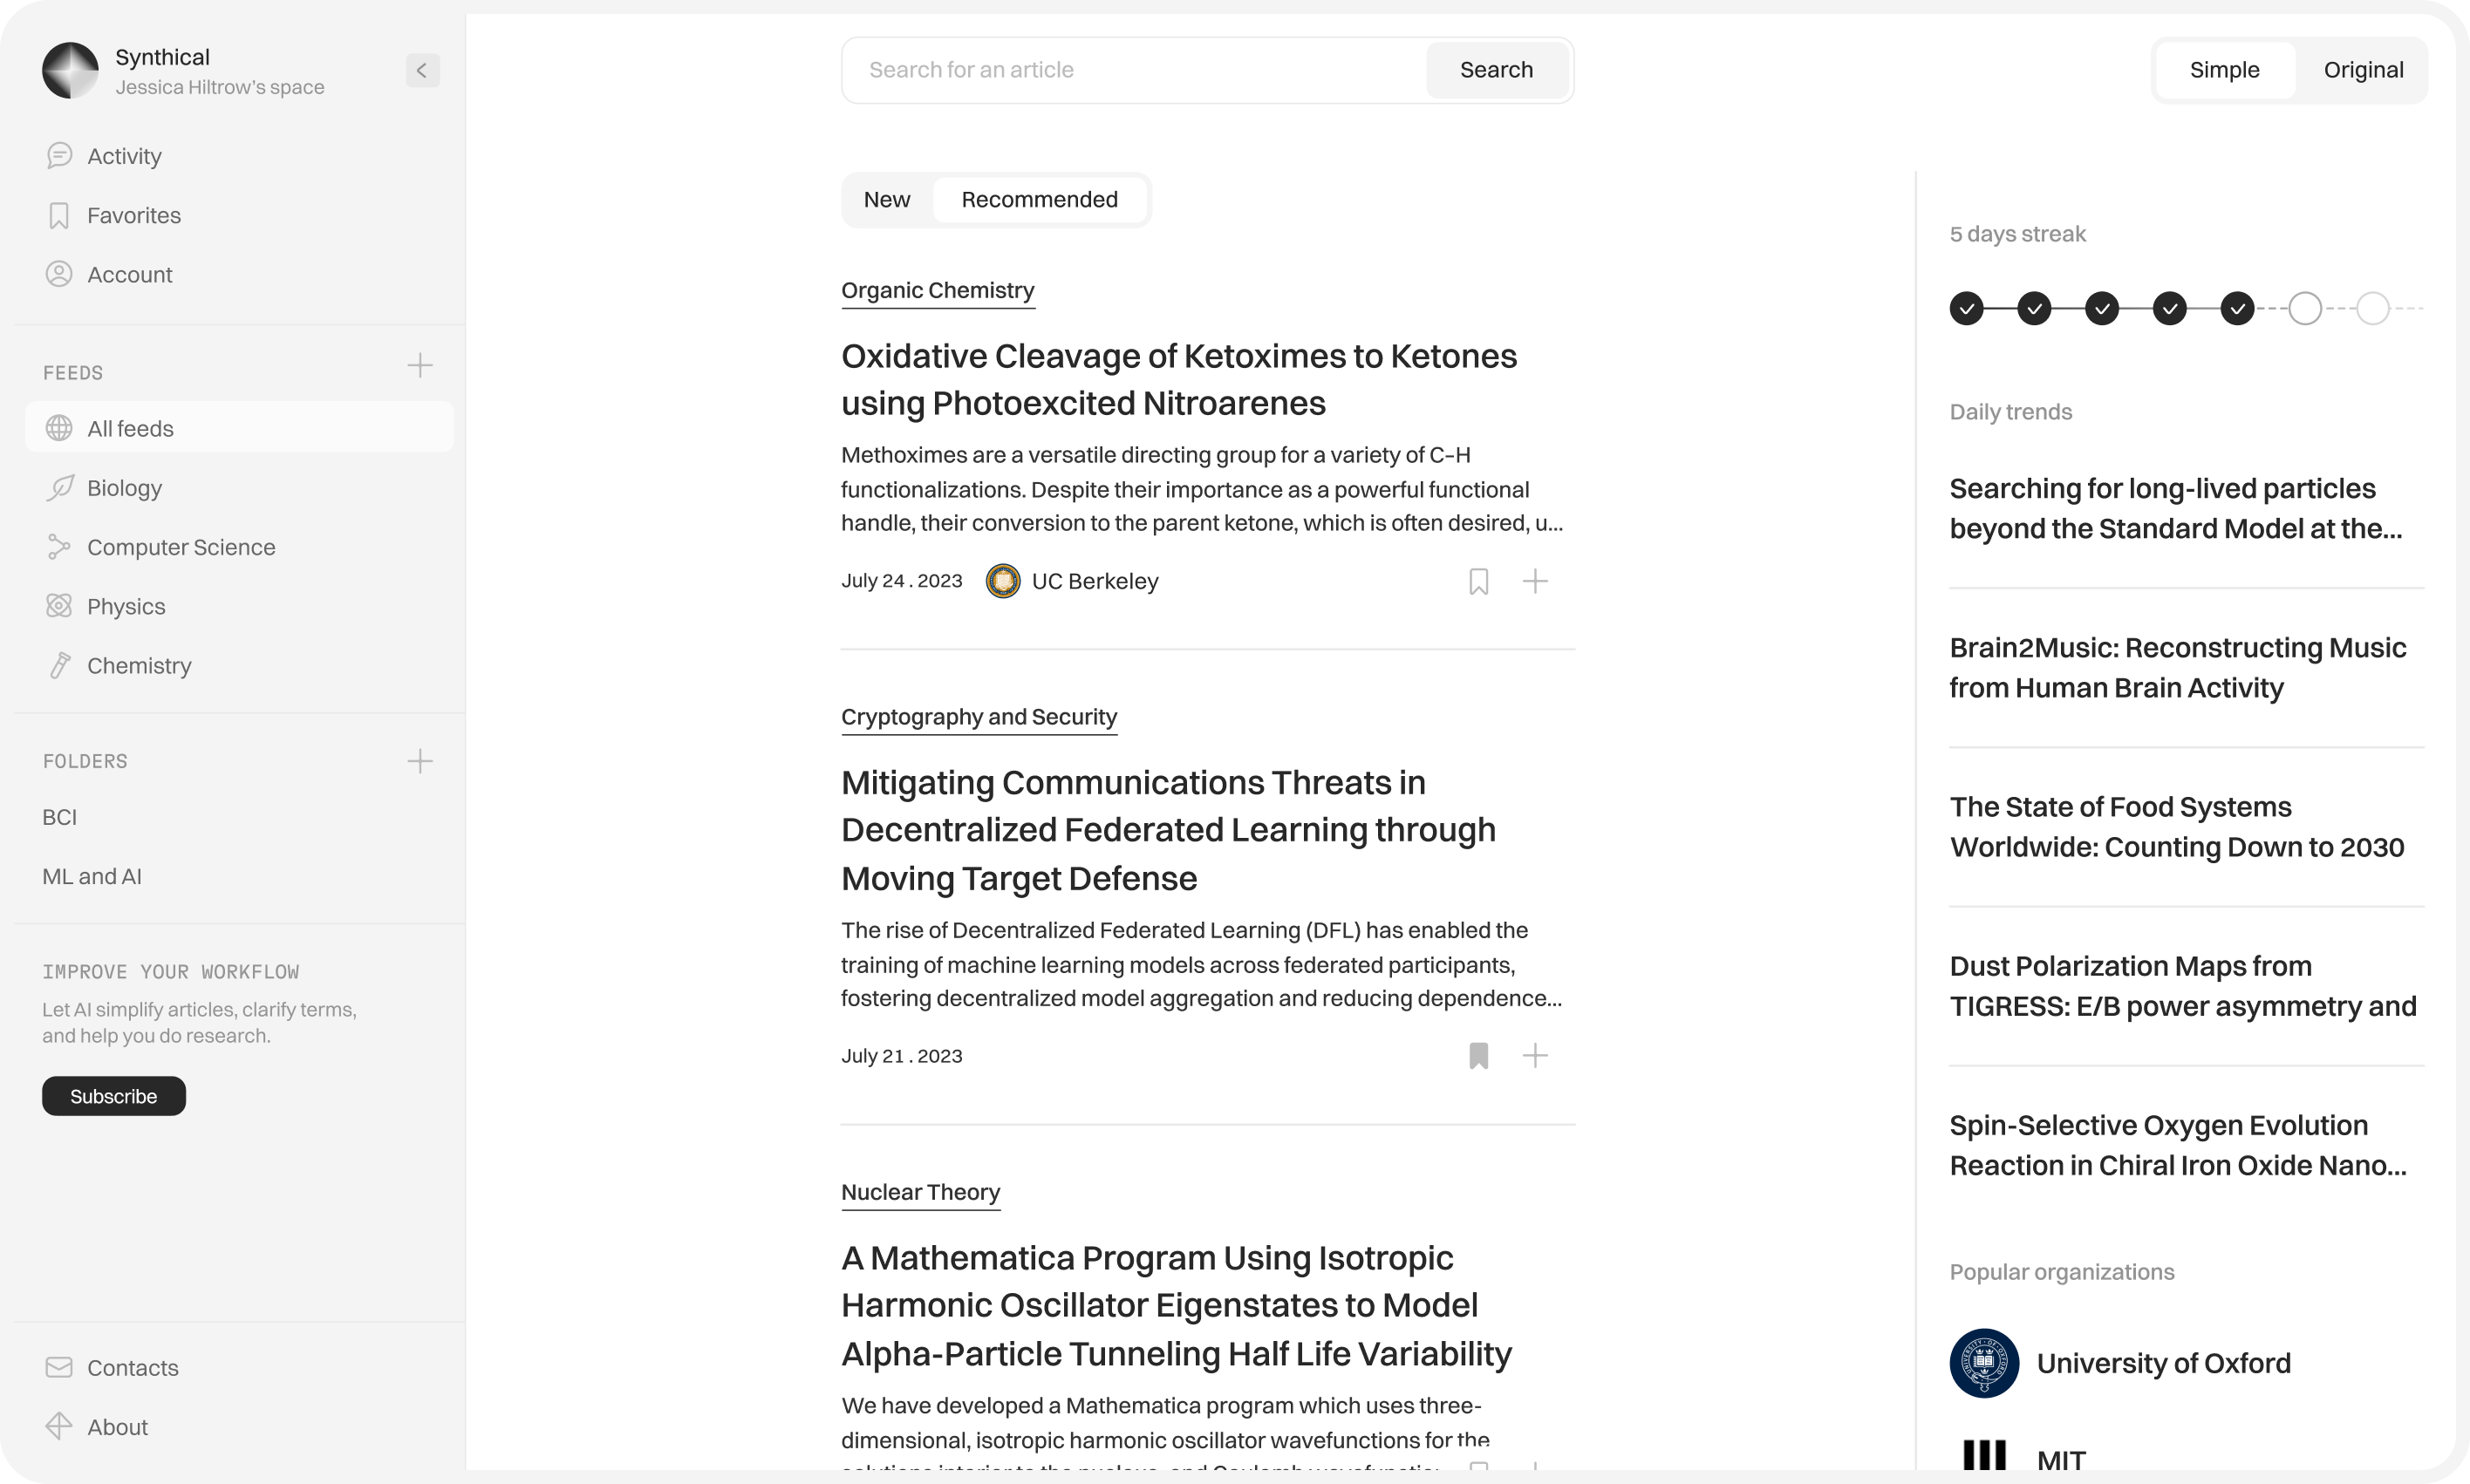 Synthical
Jessica Hiltrow's space
Activity
Favorites
Account
FEEDS
All feeds
Biology
Computer Science
Physics
Chemistry
FOLDERS
BCI
ML and AI
IMPROVE YOUR WORKFLOW
Let AI simplify articles, clarify terms,
and help you do research.
Subscribe
Contacts
About
Search for an article
Search
Simple
Original
New
Recommended
Organic Chemistry
Oxidative Cleavage of Ketoximes to Ketones
using Photoexcited Nitroarenes
Methoximes are a versatile directing group for a variety of C–H
functionalizations. Despite their importance as a powerful functional
handle, their conversion to the parent ketone, which is often desired, u...
July 24 . 2023
UC Berkeley
Cryptography and Security
Mitigating Communications Threats in
Decentralized Federated Learning through
Moving Target Defense
The rise of Decentralized Federated Learning (DFL) has enabled the
training of machine learning models across federated participants,
fostering decentralized model aggregation and reducing dependence...
July 21 . 2023
Nuclear Theory
A Mathematica Program Using Isotropic
Harmonic Oscillator Eigenstates to Model
Alpha-Particle Tunneling Half Life Variability
We have developed a Mathematica program which uses three-
dimensional, isotropic harmonic oscillator wavefunctions for the
5 days streak
Daily trends
Searching for long-lived particles
beyond the Standard Model at the...
Brain2Music: Reconstructing Music
from Human Brain Activity
The State of Food Systems
Worldwide: Counting Down to 2030
Dust Polarization Maps from
TIGRESS: E/B power asymmetry and
Spin-Selective Oxygen Evolution
Reaction in Chiral Iron Oxide Nano...
Popular organizations
University of Oxford
MIT